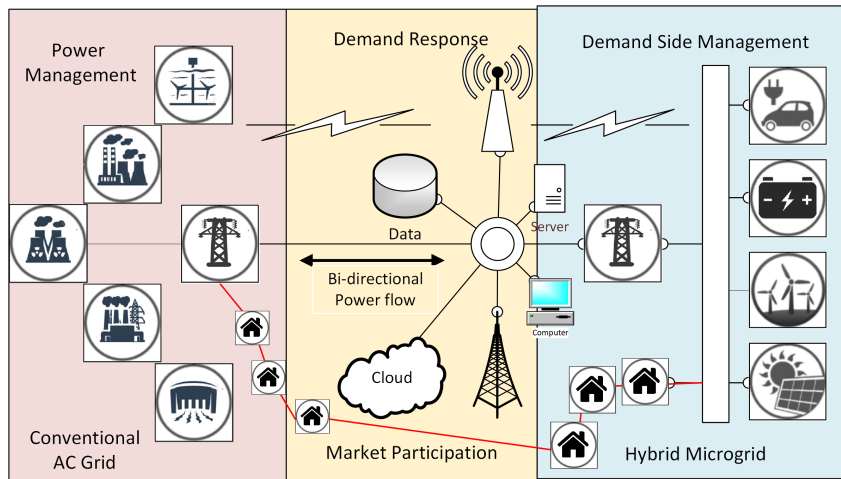 Power
Management
Demand Response
Demand Side Management
Data
Server
Bi-directional
Power flow
Computer
Cloud
Conventional
AC Grid
Market Participation
Hybrid Microgrid